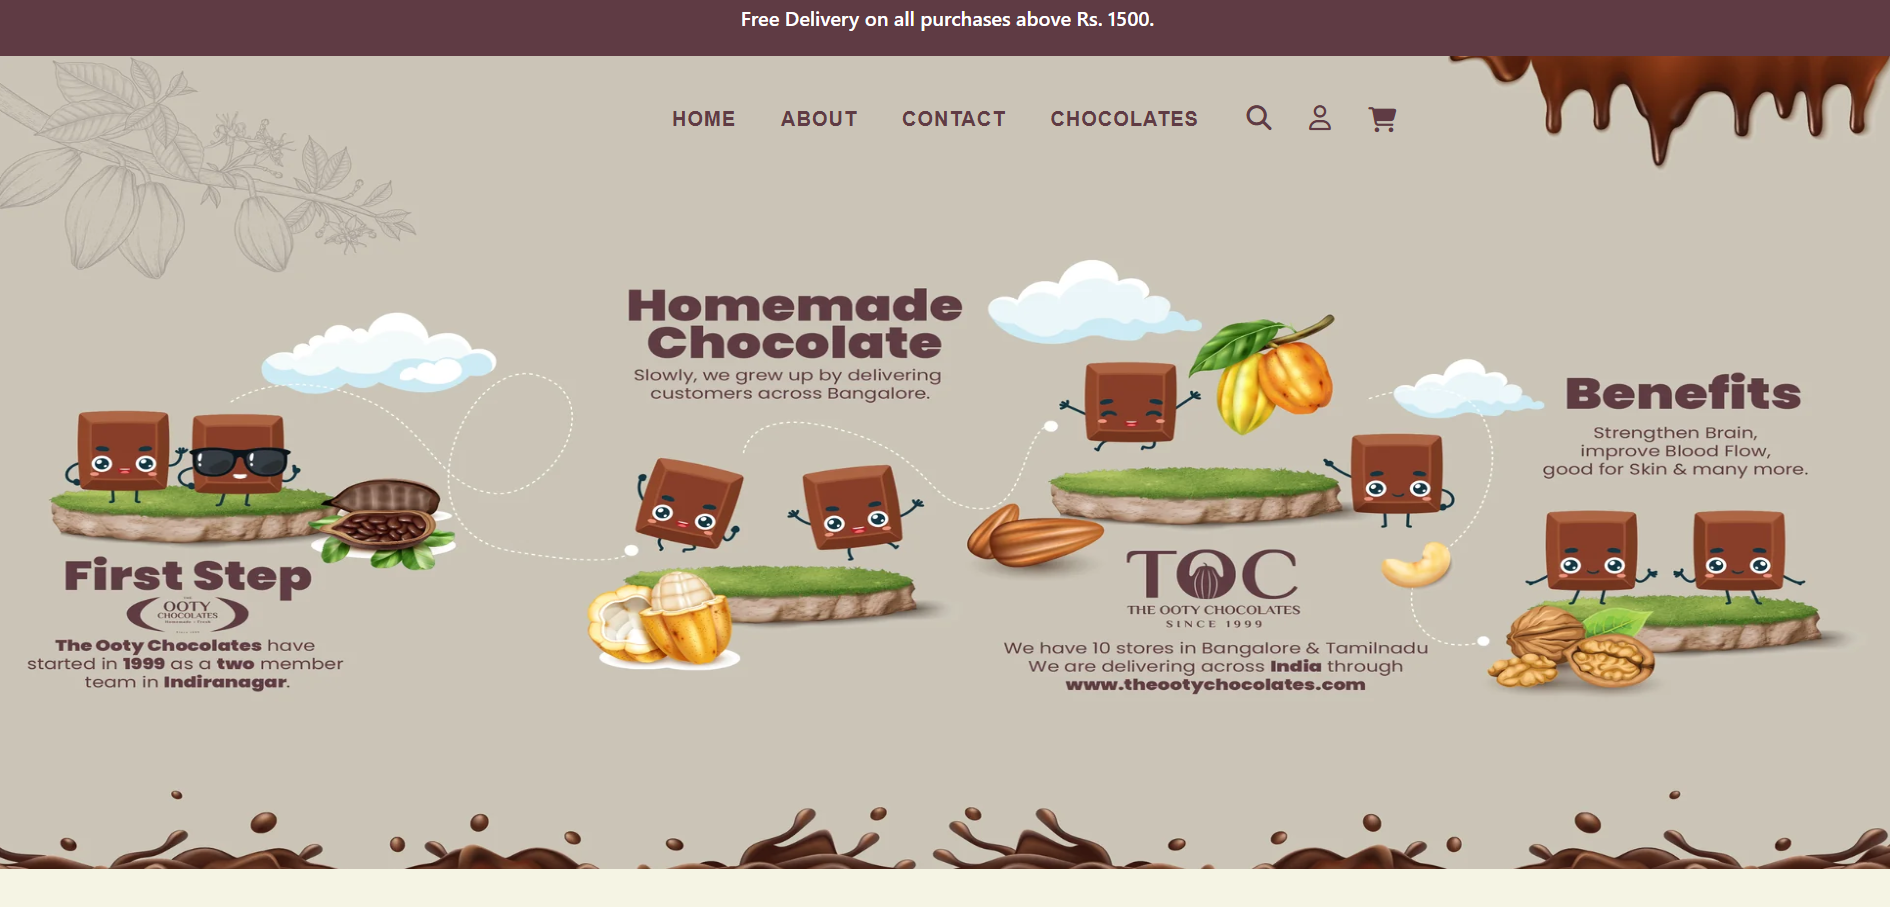 Free Delivery on all purchases above Rs. 1500.
HOME ABOUT CONTACT CHOCOLATES
First Step
OOTY
CHOCOLATES
The Ooty Chocolates have
started in 1999 as a two member
team in Indiranagar.
Homemade
Chocolate
Slowly, we grew up by delivering
customers across Bangalore.
TOC
THE OOTY CHOCOLATES
SINCE 1999
We have 10 stores in Bangalore & Tamilnadu
We are delivering across India through
www.theootychocolates.com
Benefits
Strengthen Brain,
improve Blood Flow,
good for Skin & many more.